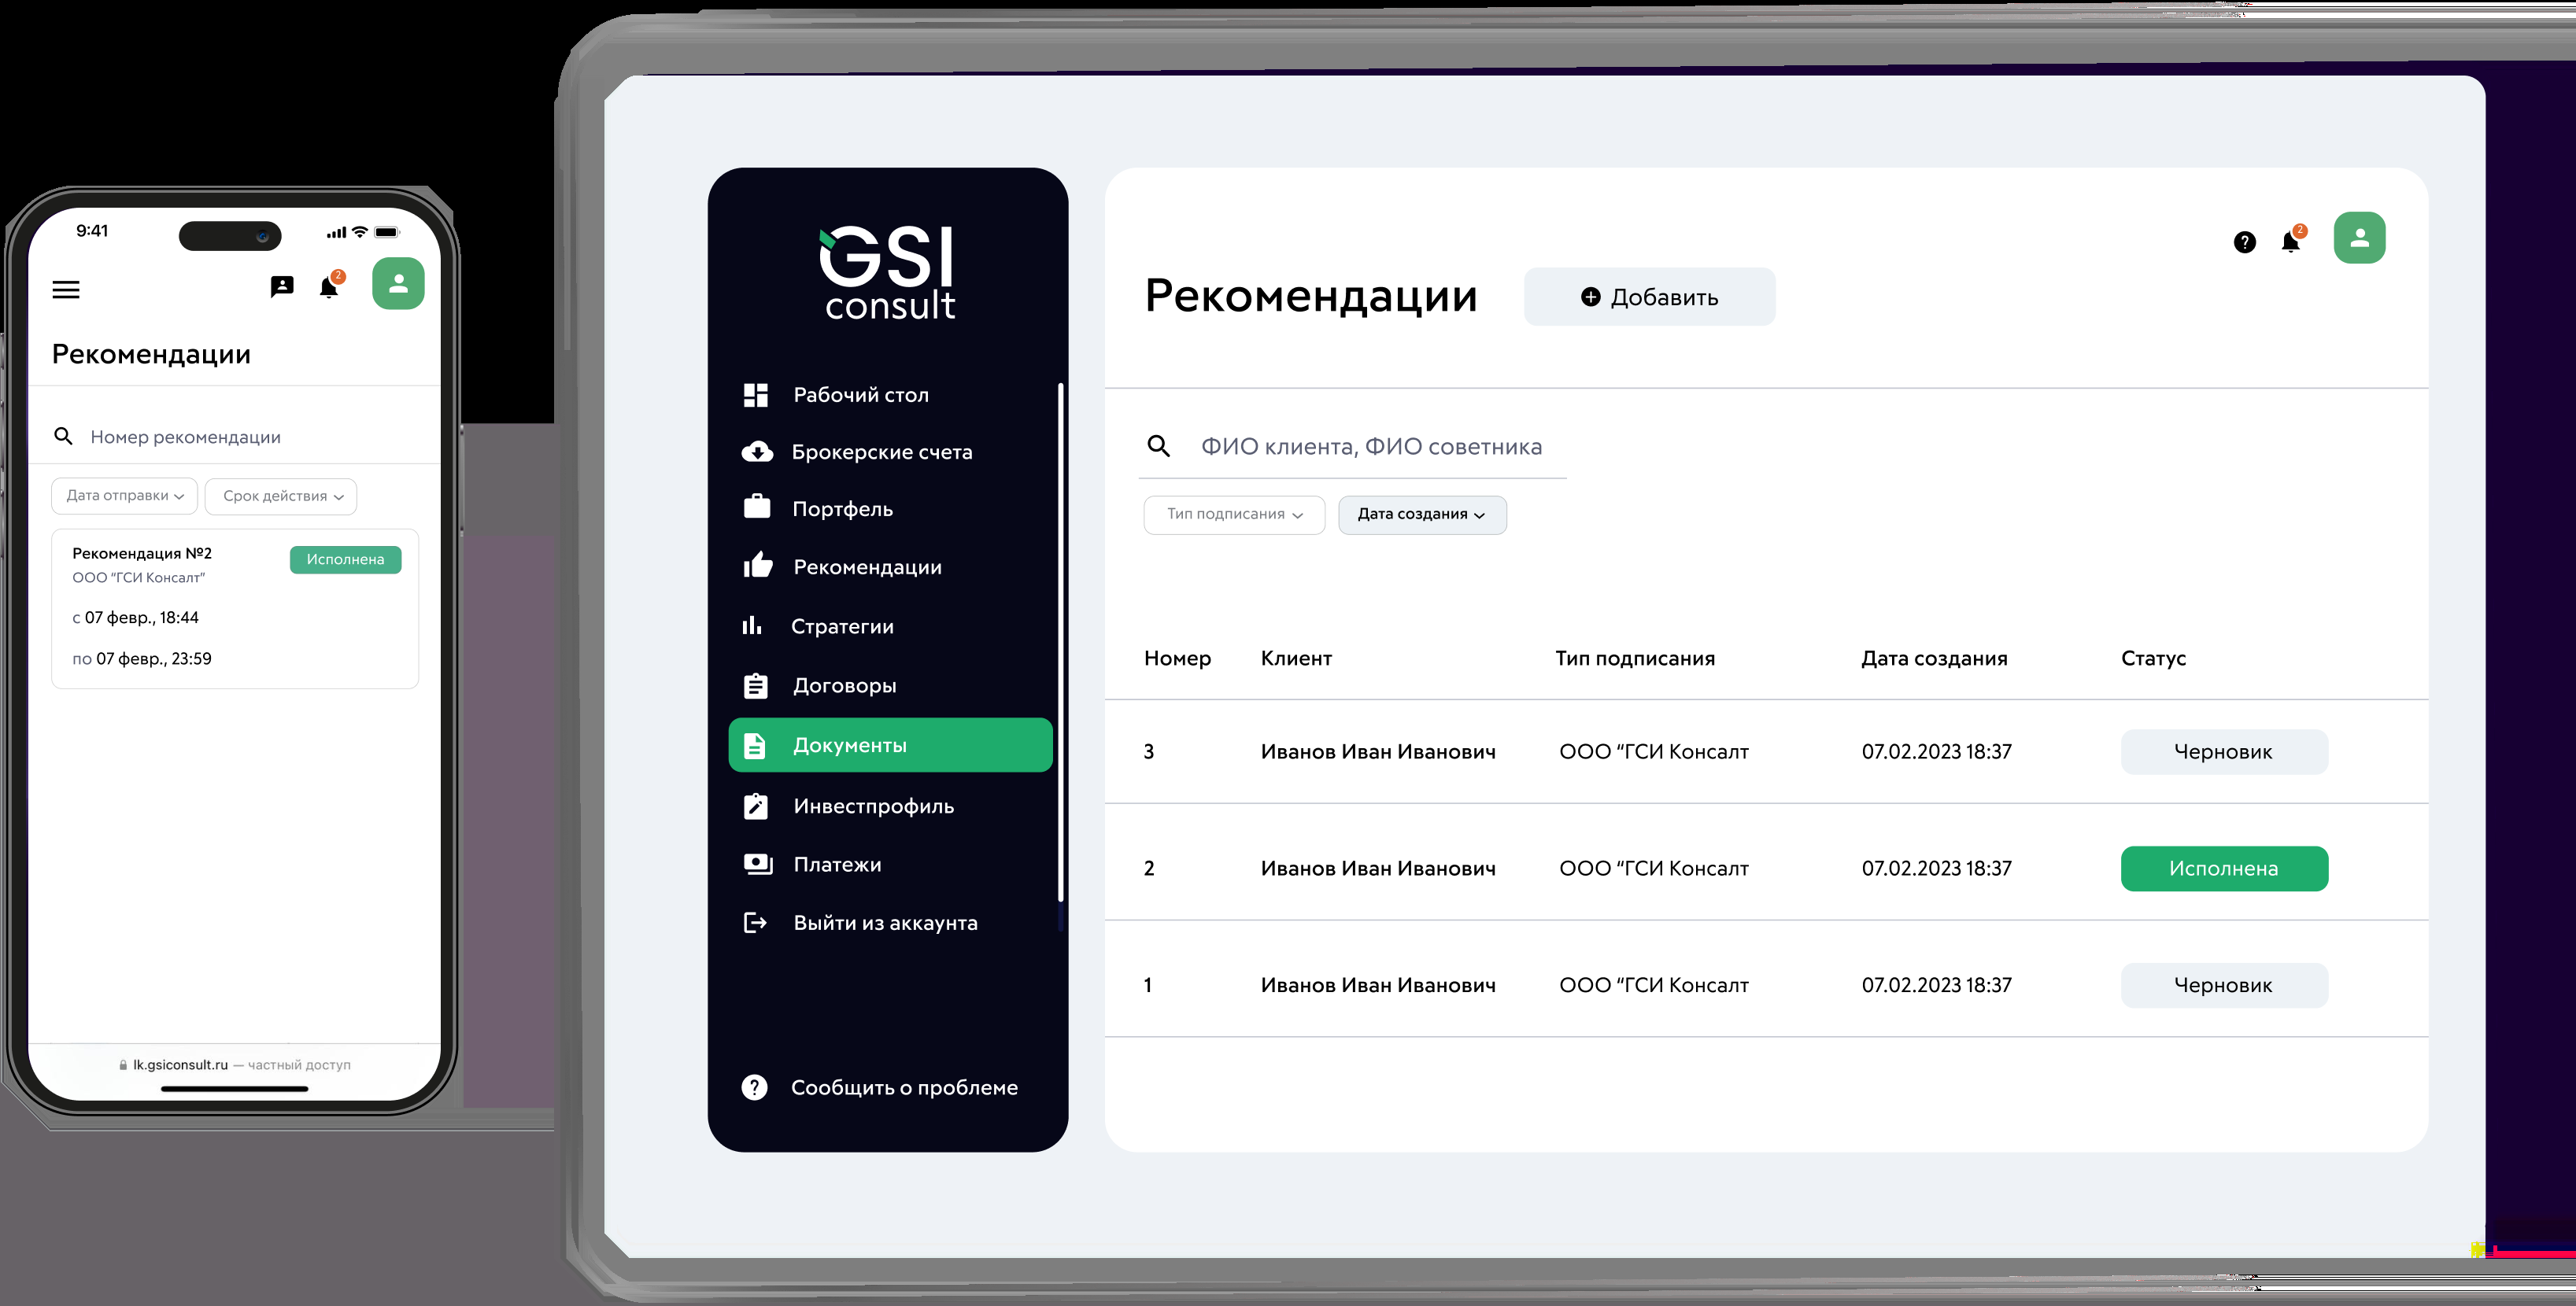 9:41
2
Рекомендации
Номер рекомендации
Дата отправки
Срок действия
Рекомендация №2
Исполнена
ООО “ГСИ Консалт”
с 07 февр., 18:44
по 07 февр., 23:59
lk.gsiconsult.ru — частный доступ
GSI
consult
Рабочий стол
Брокерские счета
Портфель
Рекомендации
Стратегии
Договоры
Документы
Инвестпрофиль
Платежи
Выйти из аккаунта
Сообщить о проблеме
2
Рекомендации
Добавить
ФИО клиента, ФИО советника
Тип подписания
Дата создания
Номер Клиент Тип подписания Дата создания Статус
3 Иванов Иван Иванович ООО “ГСИ Консалт 07.02.2023 18:37 Черновик
2 Иванов Иван Иванович ООО “ГСИ Консалт 07.02.2023 18:37 Исполнена
1 Иванов Иван Иванович ООО “ГСИ Консалт 07.02.2023 18:37 Черновик